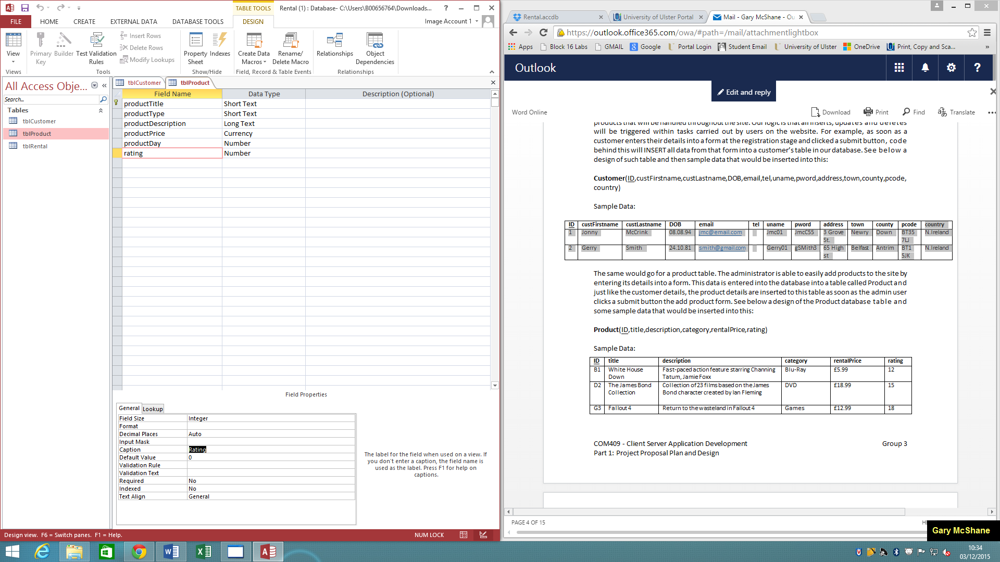 TABLE TOOLS
Rental (1) : Database- C:\Users\B00656764\Downloads...
FILE HOME CREATE EXTERNAL DATA DATABASE TOOLS DESIGN
Image Account 1
View
Primary Key
Builder
Test Validation Rules
Insert Rows
Delete Rows
Modify Lookups
Property Sheet
Indexes
Create Data Macros
Rename/ Delete Macro
Relationships
Object Dependencies
Views Tools Show/Hide Field, Record & Table Events Relationships
All Access Obje...
Search...
Tables
tblCustomer
tblProduct
tblRental
tblCustomer tblProduct
Field Name Data Type Description (Optional)
productTitle Short Text
productType Short Text
productDescription Long Text
productPrice Currency
productDay Number
rating Number
Field Properties
General Lookup
Field Size Integer
Format
Decimal Places Auto
Input Mask
Caption Rating
Default Value 0
Validation Rule
Validation Text
Required No
Indexed No
Text Align General
The label for the field when used on a view. If
you don't enter a caption, the field name is
used as the label. Press F1 for help on
captions.
Design view. F6 = Switch panes. F1 = Help.
NUM LOCK
Rental.accdb
University of Ulster Portal
Mail - Gary McShane - Ou
https://outlook.office365.com/owa/#path=/mail/attachmentlightbox
Apps Block 16 Labs GMAIL Google Portal Login Student Email University of Ulster OneDrive Print, Copy and Sca... »
Outlook
Edit and reply
Word Online
Download Print Find Translate
products that will be handled throughout the site. Our logic is that all inserts, updates and deletes
will be triggered within tasks carried out by users on the website. For example, as soon as a
customer enters their details into a form at the registration stage and clicked a submit button, code
behind this will INSERT all data from that form into a customer's table in our database. See below a
design of such table and then sample data that would be inserted into this:
Customer(ID,custFirstname,custLastname,DOB,email,tel,uname,pword,address,town,county,pcode,
country)
Sample Data:
ID custFirstname custLastname DOB email tel uname pword address town county pcode country
1 Jonny McCrink 08.08.94 jmc@email.com Jmc01 JmcC55 3 Grove St. Newry Down BT35 7LJ N.Ireland
2 Gerry Smith 24.10.81 smith@gmail.com Gerry01 gSMith3 65 High st Belfast Antrim BT1 5JK N.Ireland
The same would go for a product table. The administrator is able to easily add products to the site by
entering its details into a form. This data is entered into the database into a table called Product and
just like the customer details, the product details are inserted to this table as soon as the admin user
clicks a submit button the add product form. See below a design of the Product database table and
some sample data that would be inserted into this:
Product(ID,title,description,category,rentalPrice,rating)
Sample Data:
ID title description category rentalPrice rating
B1 White House Down Fast-paced action feature starring Channing Tatum, Jamie Foxx Blu-Ray £5.99 12
D2 The James Bond Collection Collection of 23 films based on the James Bond character created by Ian Fleming DVD £18.99 15
G3 Fallout 4 Return to the wasteland in Fallout 4 Games £12.99 18
COM409 - Client Server Application Development Group 3
Part 1: Project Proposal Plan and Design
PAGE 4 OF 15
Gary McShane
10:34
03/12/2015